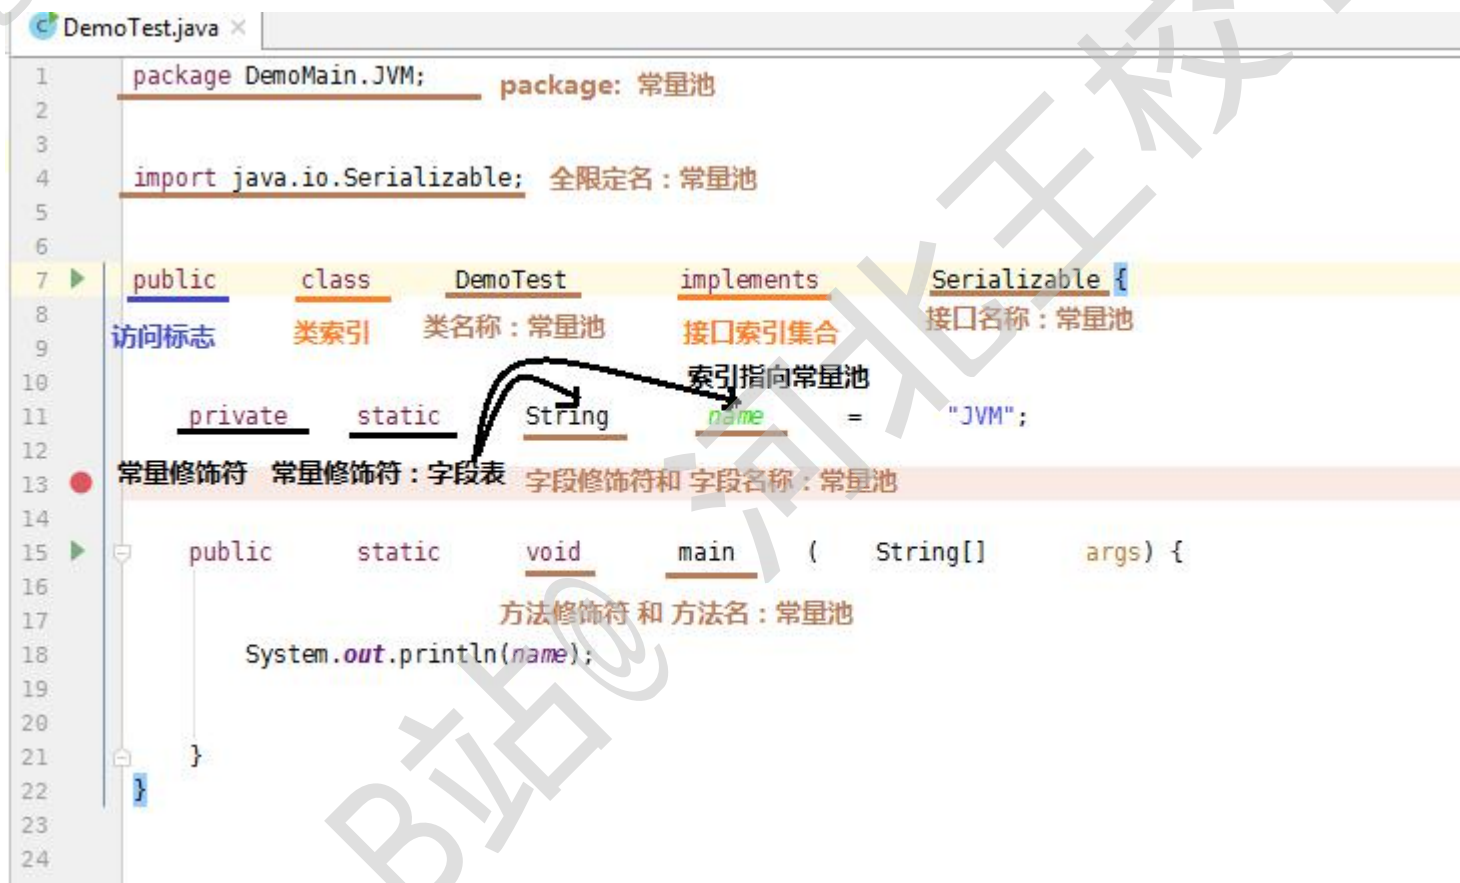 DemoTest.java
1 package DemoMain.JVM; package: 常量池
2
3
4 import java.io.Serializable; 全限定名：常量池
5
6
7 public class DemoTest implements Serializable {
8 访问标志 类索引 类名称：常量池 接口索引集合 接口名称：常量池
9
10 索引指向常量池
11 private static String name = "JVM";
12
13 常量修饰符 常量修饰符：字段表 字段修饰符和 字段名称：常量池
14
15 public static void main ( String[] args) {
16
17 方法修饰符 和 方法名：常量池
18 System.out.println(name);
19
20
21 }
22 }
23
24
B站@ 河北王校